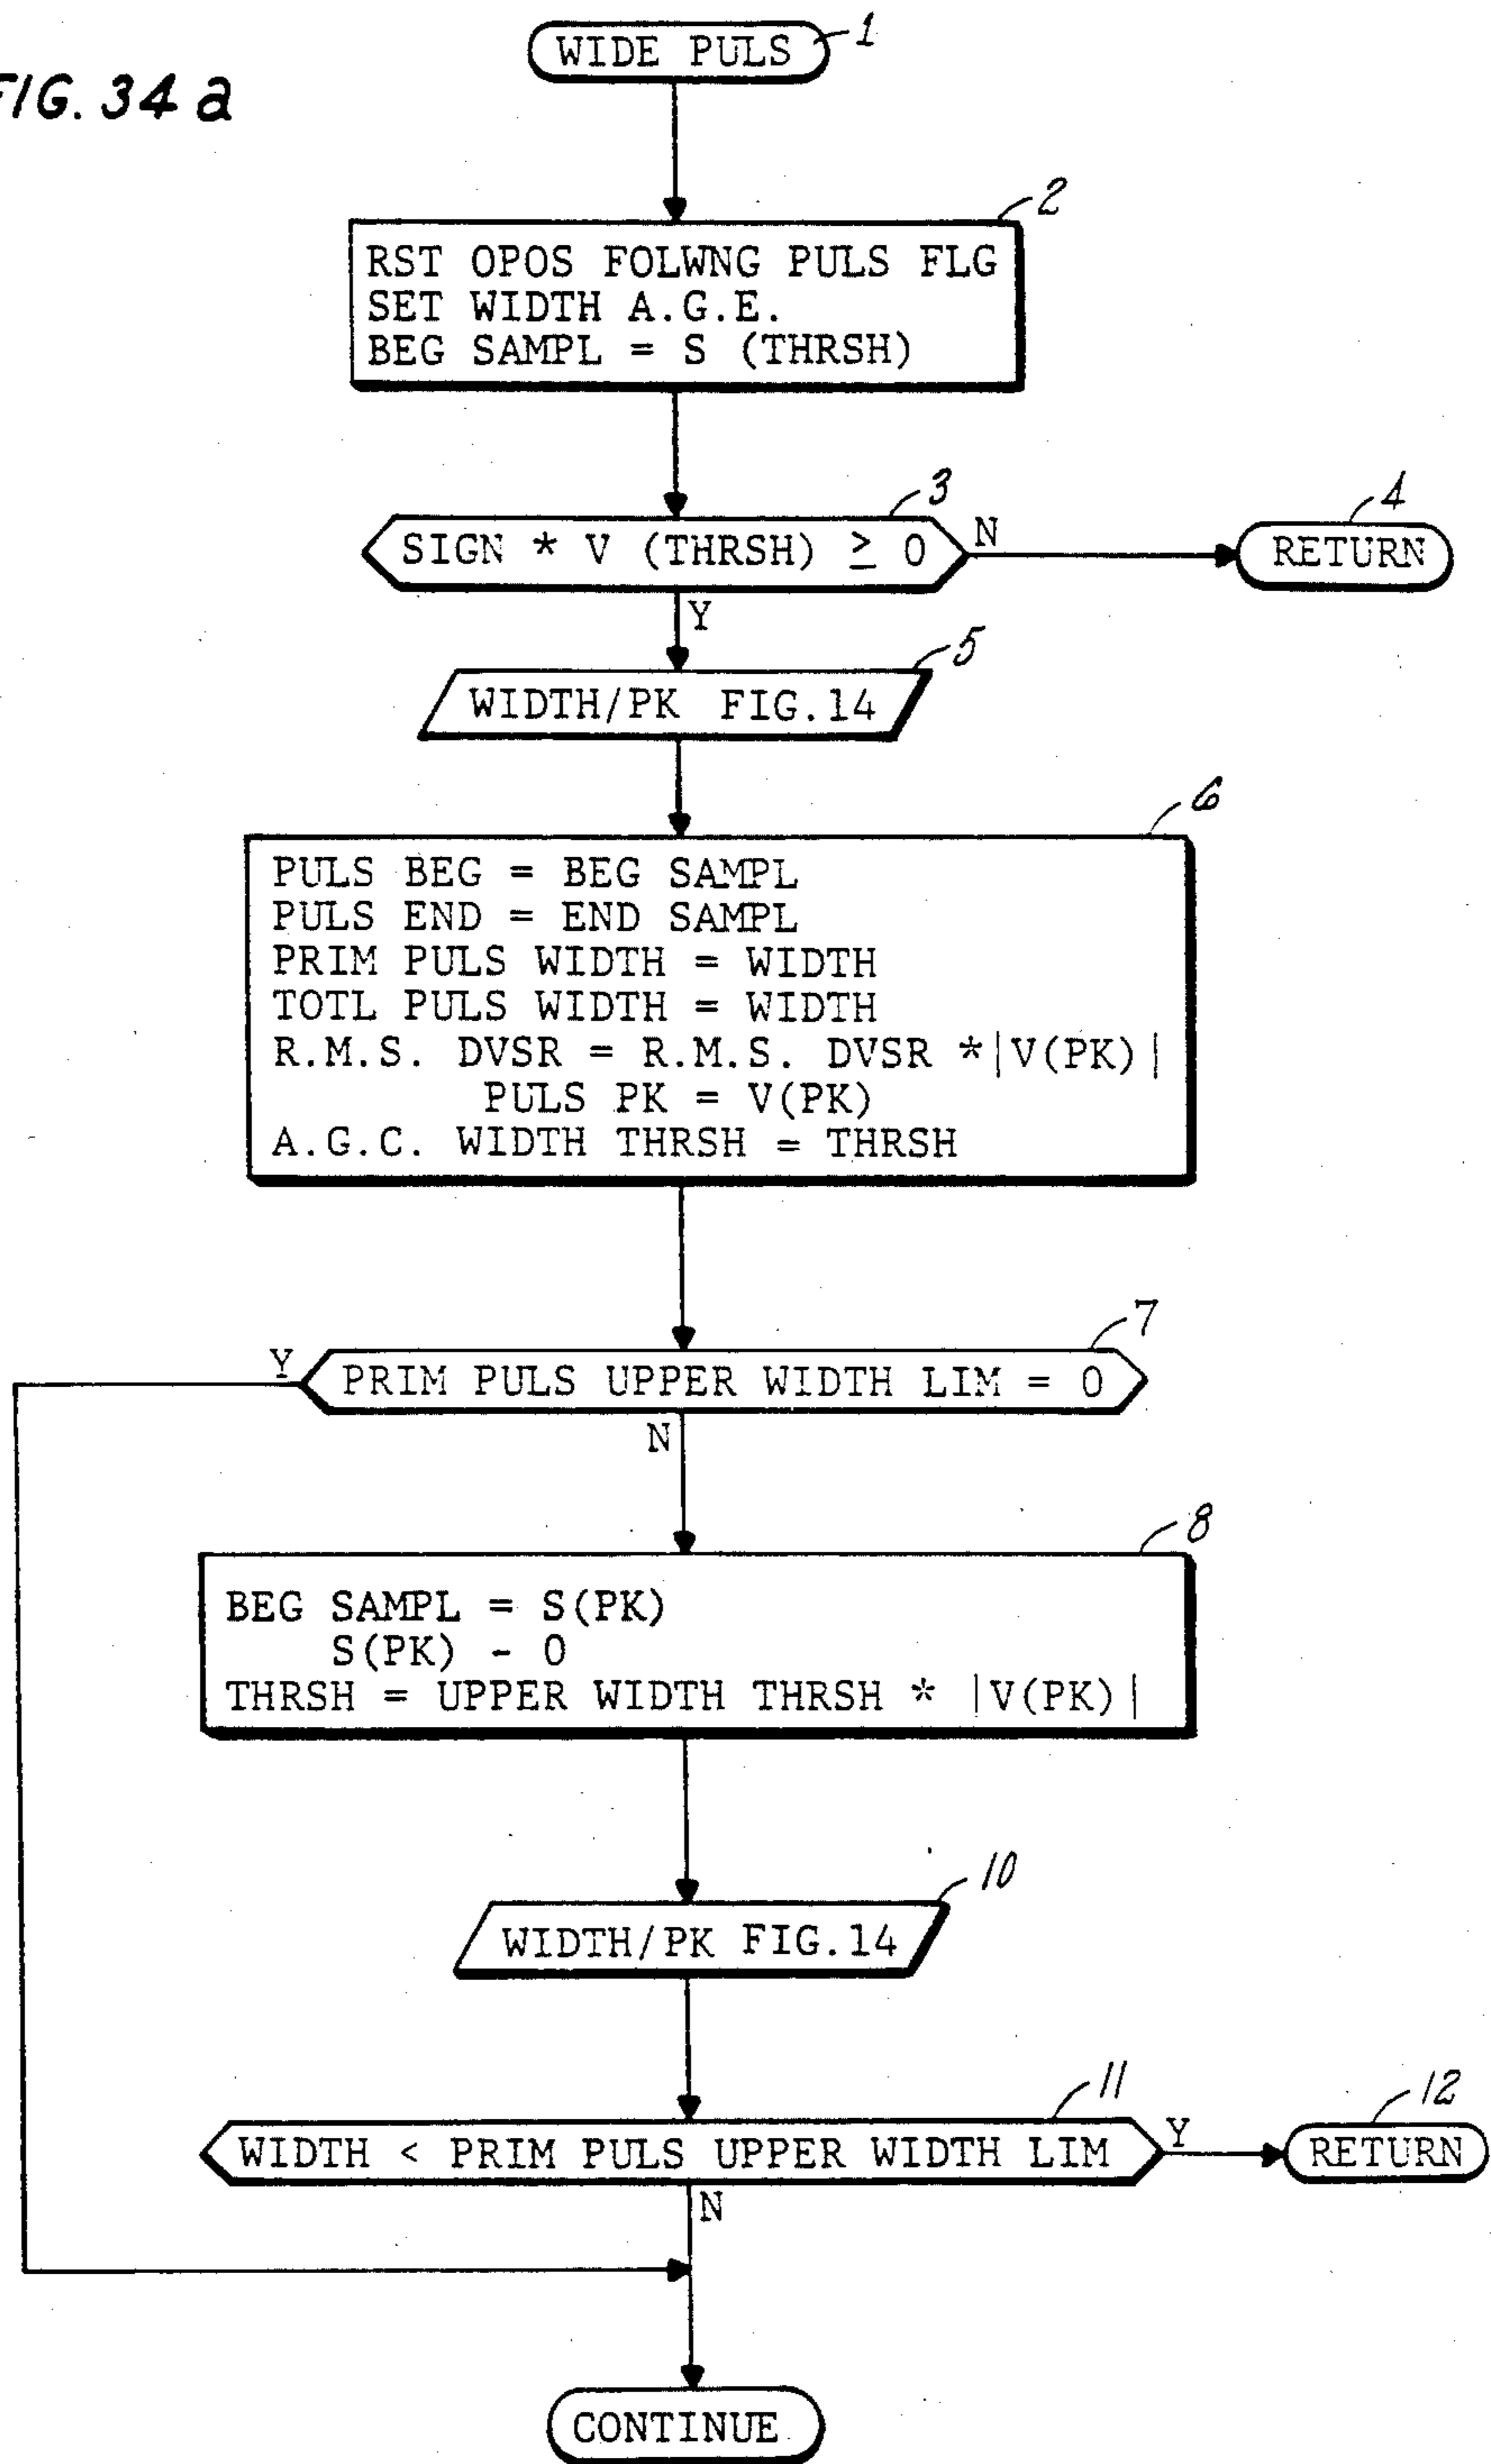 FIG. 34 a
WIDE PULS
1
2
RST OPOS FOLWNG PULS FLG
SET WIDTH A.G.E.
BEG SAMPL = S (THRSH)
3
SIGN * V (THRSH) ≥ 0
N
4
RETURN
Y
5
WIDTH/PK FIG.14
6
PULS BEG = BEG SAMPL
PULS END = END SAMPL
PRIM PULS WIDTH = WIDTH
TOTL PULS WIDTH = WIDTH
R.M.S. DVSR = R.M.S. DVSR *|V(PK)|
PULS PK = V(PK)
A.G.C. WIDTH THRSH = THRSH
7
Y
PRIM PULS UPPER WIDTH LIM = 0
N
8
BEG SAMPL = S(PK)
S(PK) - 0
THRSH = UPPER WIDTH THRSH * |V(PK)|
10
WIDTH/PK FIG.14
11
WIDTH < PRIM PULS UPPER WIDTH LIM
Y
12
RETURN
N
CONTINUE